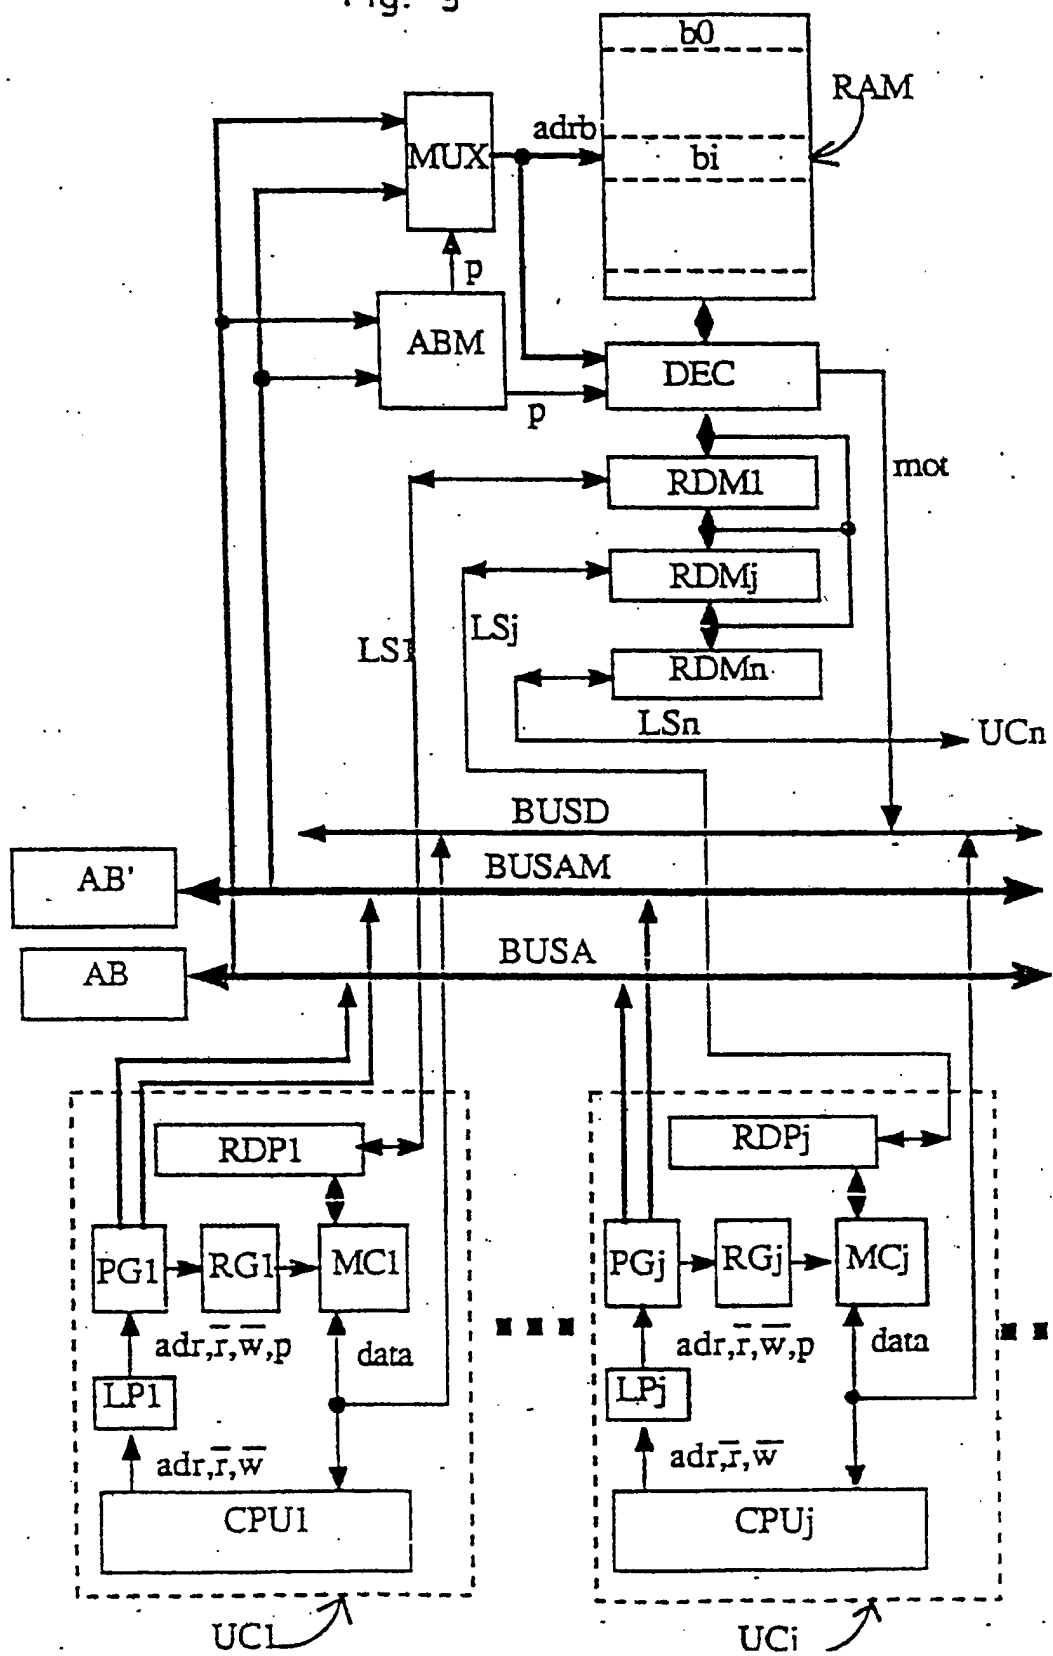 Fig. 9
b0
RAM
adrb
MUX
bi
p
ABM
DEC
p
mot
RDM1
RDMj
LSj
LS1
RDMn
LSn
UCn
BUSD
AB'
BUSAM
BUSA
AB
RDP1
RDPj
PG1
RG1
MC1
PGj
RGj
MCj
adr,r̅,w̅,p
data
adr,r̅,w̅,p
data
LP1
LPj
adr,r̅,w̅
adr,r̅,w̅
CPU1
CPUj
UC1
UCi